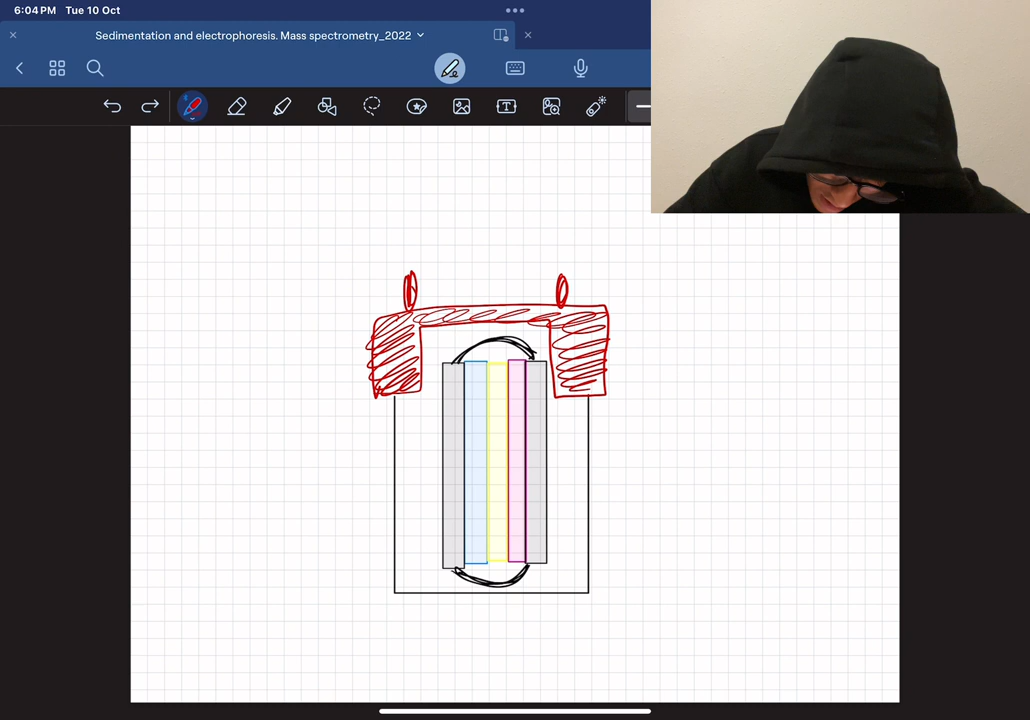 6:04 PM Tue 10 Oct
Sedimentation and electrophoresis. Mass spectrometry_2022